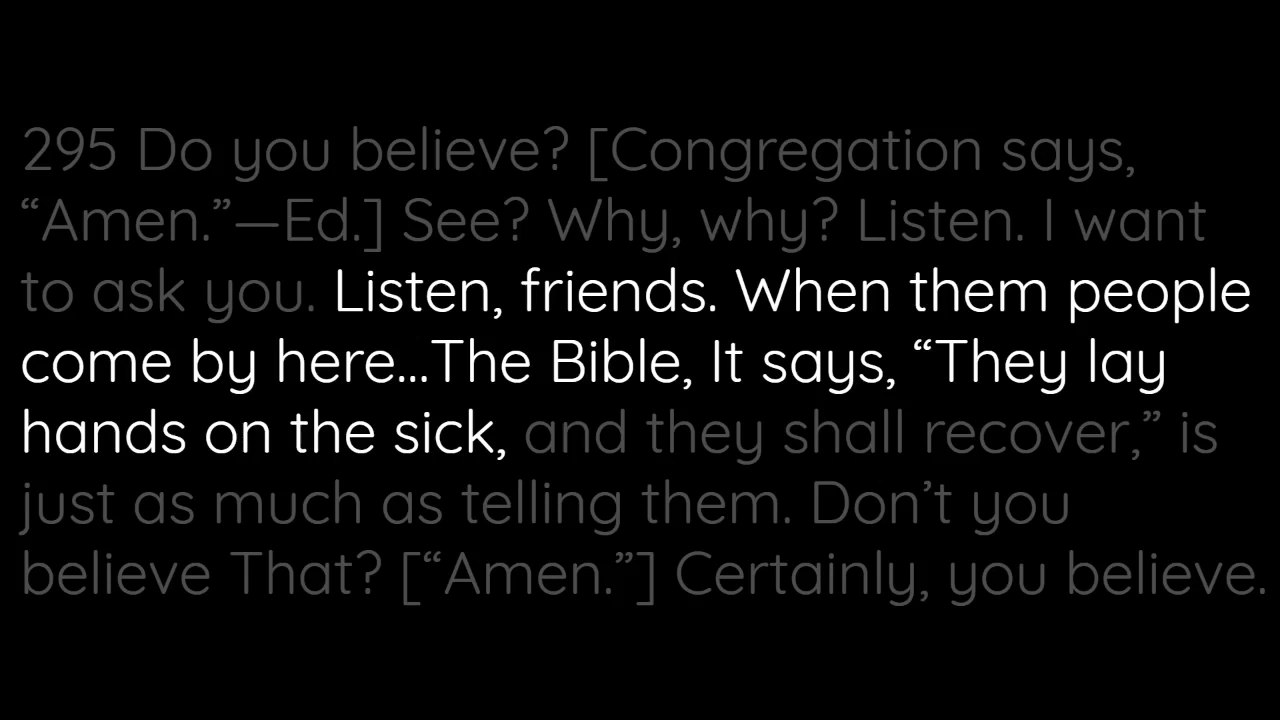 295 Do you believe? [Congregation says,
“Amen.”—Ed.] See? Why, why? Listen. I want
to ask you. Listen, friends. When them people
come by here...The Bible, It says, “They lay
hands on the sick, and they shall recover,” is
just as much as telling them. Don’t you
believe That? [“Amen.”] Certainly, you believe.